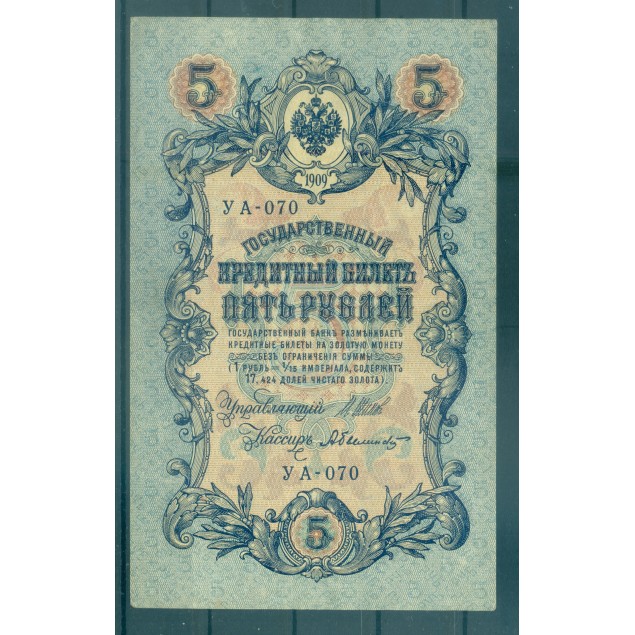 5 5
1909
УА-070
ГОСУДАРСТВЕННЫЙ
КРЕДИТНЫЙ БИЛЕТЪ
ПЯТЬ РУБЛЕЙ
ГОСУДАРСТВЕННЫЙ БАНКЪ РАЗМѢНИВАЕТЪ
КРЕДИТНЫЕ БИЛЕТЫ НА ЗОЛОТУЮ МОНЕТУ
БЕЗЪ ОГРАНИЧЕНІЯ СУММЫ
(1 РУБЛЬ = 1/15 ИМПЕРІАЛА, СОДЕРЖИТЪ
17,424 ДОЛЕЙ ЧИСТАГО ЗОЛОТА).
Управляющій
Кассиръ
УА-070
5